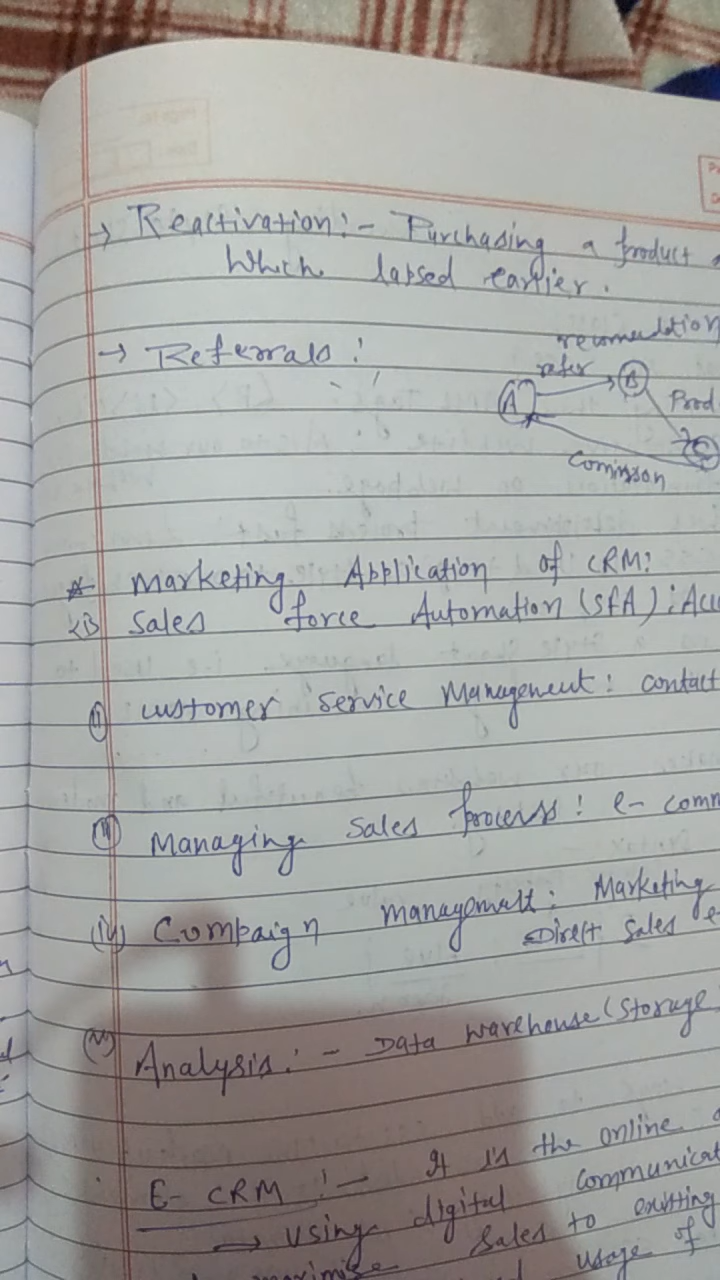 → Reactivation:- Purchasing a product
which lapsed earlier.
→ Referrals:
recomendation
refer
A
B
Prod
C
Comisson
Marketing Application of CRM:
Sales force Automation (SFA): Acc
(ii) customer service Management: contact
(iii) Managing sales process: e- comm
(iv) Compaign management: Marketing
Direct sales e
(v) Analysis:- Data warehouse (storage
E- CRM:- It is the online
→ using digital communicat
sales to existing
usage of